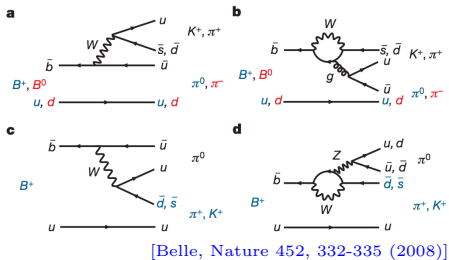 a
u
W
s̄, d̄
K⁺, π⁺
b̄
ū
B⁺, B⁰
π⁰, π⁻
u, d
u, d
b
W
b̄
s̄, d̄
u
K⁺, π⁺
g
ū
B⁺, B⁰
π⁰, π⁻
u, d
u, d
c
b̄
ū
π⁰
W
B⁺
d̄, s̄
π⁺, K⁺
u
u
d
u, d
Z
π⁰
ū, d̄
b̄
d̄, s̄
B⁺
W
π⁺, K⁺
u
u
[Belle, Nature 452, 332-335 (2008)]